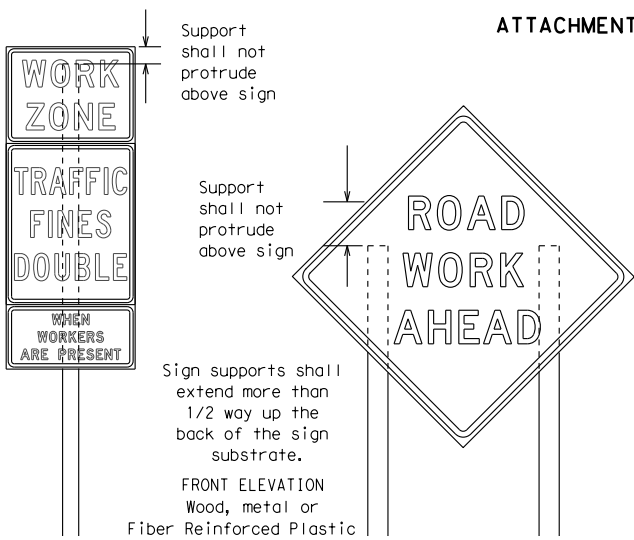 ATTACHMENT
Support
shall not
protrude
above sign
WORK
ZONE
TRAFFIC
FINES
DOUBLE
WHEN
WORKERS
ARE PRESENT
Support
shall not
protrude
above sign
ROAD
WORK
AHEAD
Sign supports shall
extend more than
1/2 way up the
back of the sign
substrate.
FRONT ELEVATION
Wood, metal or
Fiber Reinforced Plastic